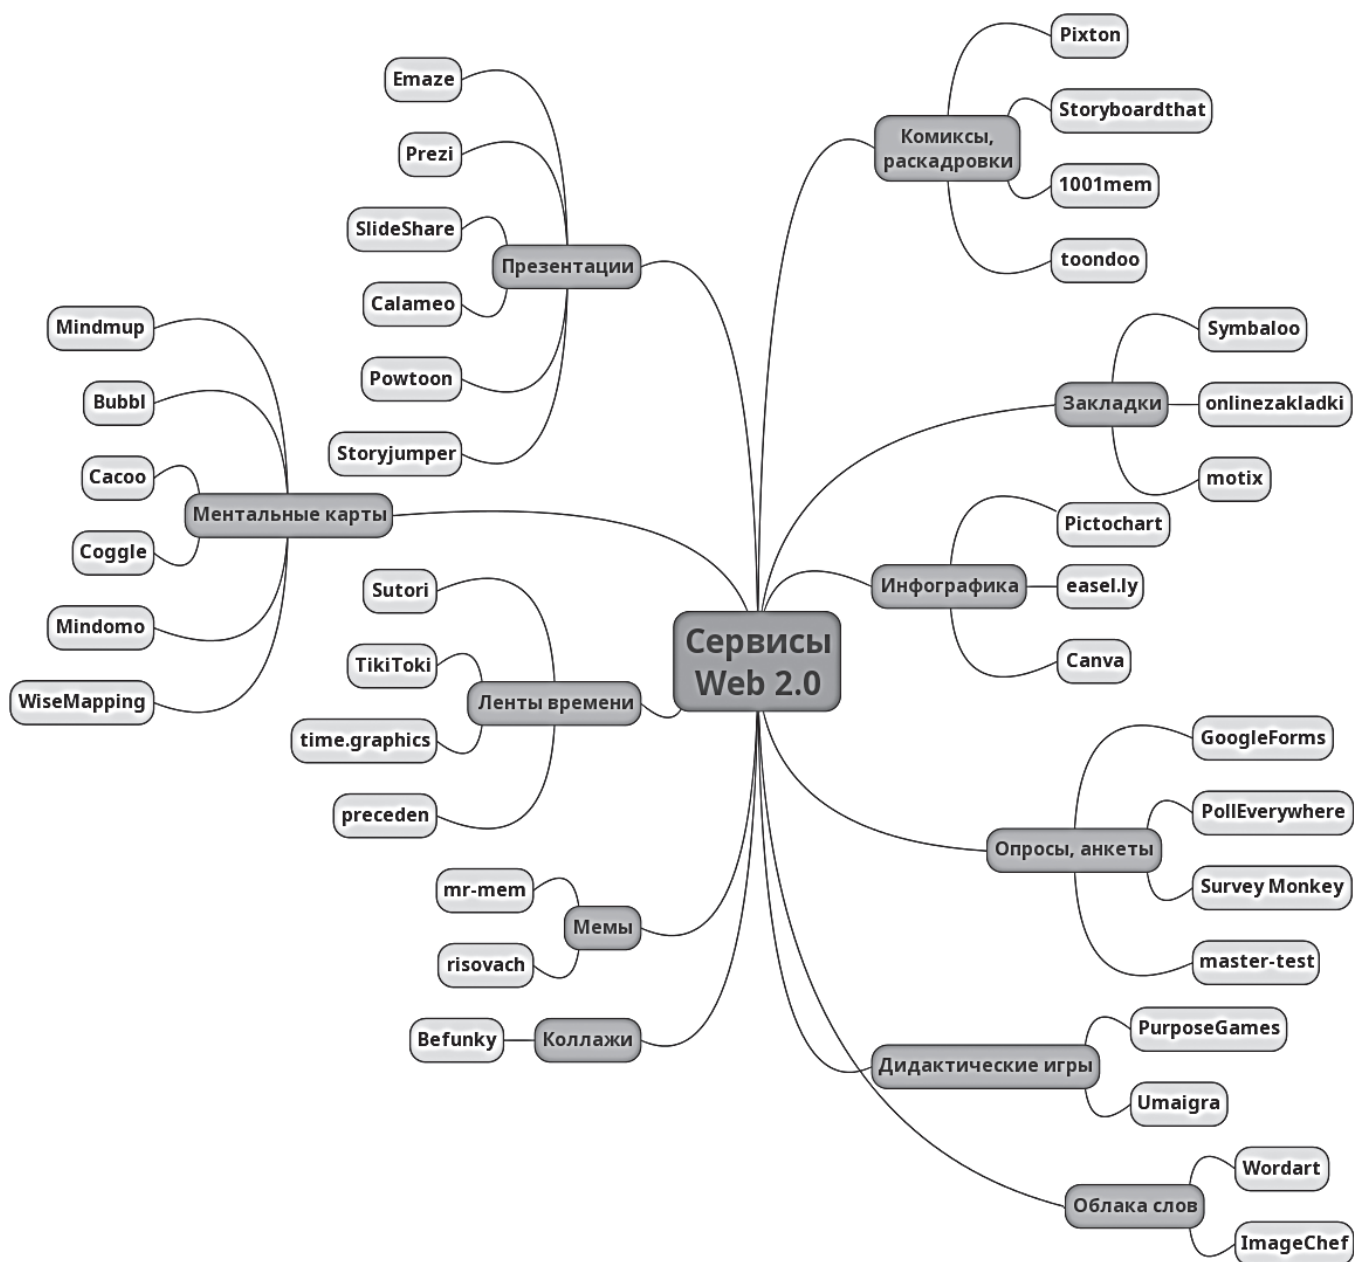 Сервисы
Web 2.0
Презентации
Emaze
Prezi
SlideShare
Calameo
Powtoon
Storyjumper
Ментальные карты
Mindmup
Bubbl
Cacoo
Coggle
Mindomo
WiseMapping
Ленты времени
Sutori
TikiToki
time.graphics
preceden
Мемы
mr-mem
risovach
Коллажи
Befunky
Комиксы,
раскадровки
Pixton
Storyboardthat
1001mem
toondoo
Закладки
Symbaloo
onlinezakladki
motix
Инфографика
Pictochart
easel.ly
Canva
Опросы, анкеты
GoogleForms
PollEverywhere
Survey Monkey
master-test
Дидактические игры
PurposeGames
Umaigra
Облака слов
Wordart
ImageChef